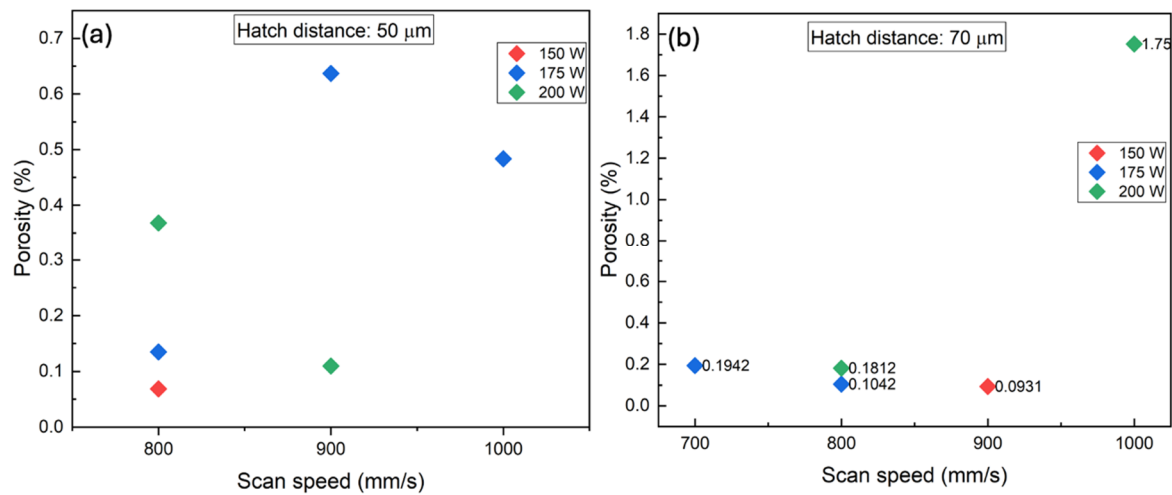 (a)
Hatch distance: 50 μm
150 W
175 W
200 W
Porosity (%)
0.7
0.6
0.5
0.4
0.3
0.2
0.1
0.0
800
900
1000
Scan speed (mm/s)
(b)
Hatch distance: 70 μm
150 W
175 W
200 W
Porosity (%)
1.8
1.6
1.4
1.2
1.0
0.8
0.6
0.4
0.2
0.0
1.75
0.1942
0.1812
0.1042
0.0931
700
800
900
1000
Scan speed (mm/s)